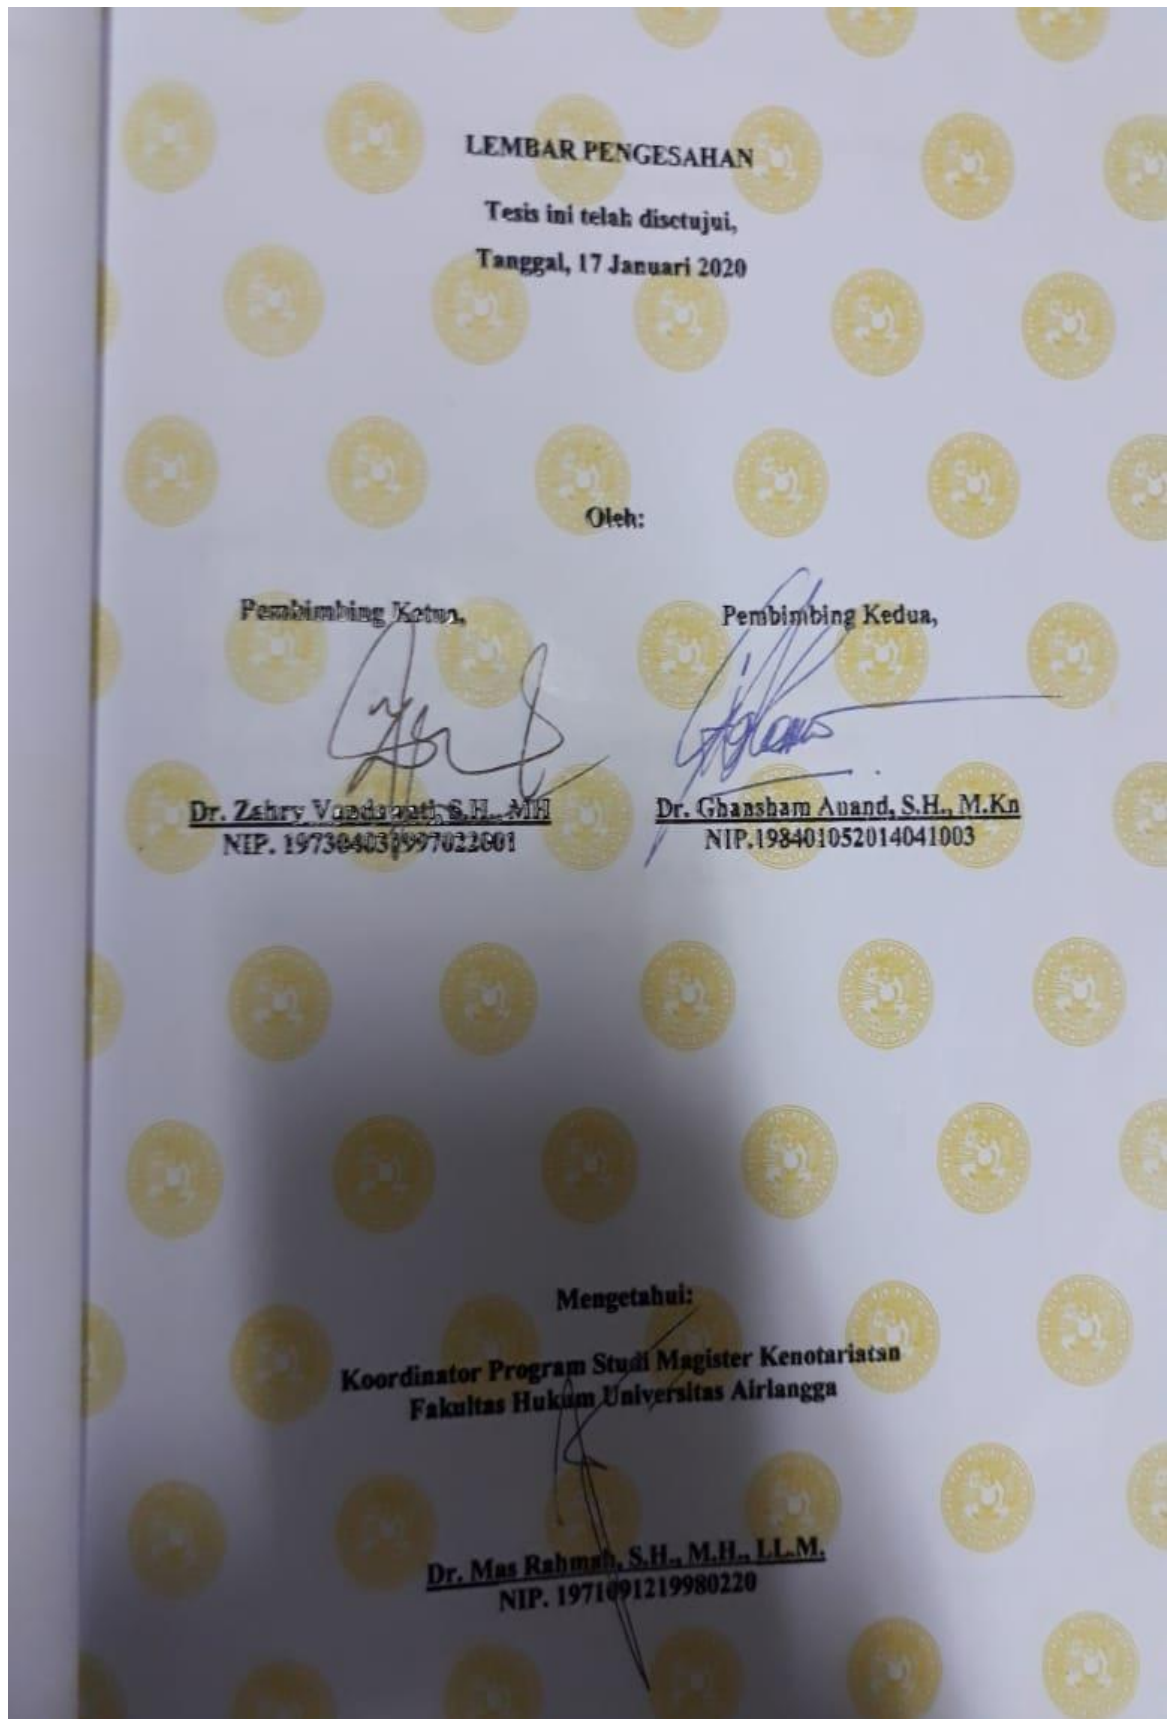 LEMBAR PENGESAHAN
Tesis ini telah disetujui,
Tanggal, 17 Januari 2020
Oleh:
Pembimbing Ketua,
Pembimbing Kedua,
Dr. Zahry Vandawati, S.H., MH
NIP.
Dr. Ghansham Anand, S.H., M.Kn
NIP.198401052014041003
Mengetahui:
Koordinator Program Studi Magister Kenotariatan
Fakultas Hukum Universitas Airlangga
Dr. Mas Rahmah, S.H., M.H., LL.M.
NIP. 1971091219980220